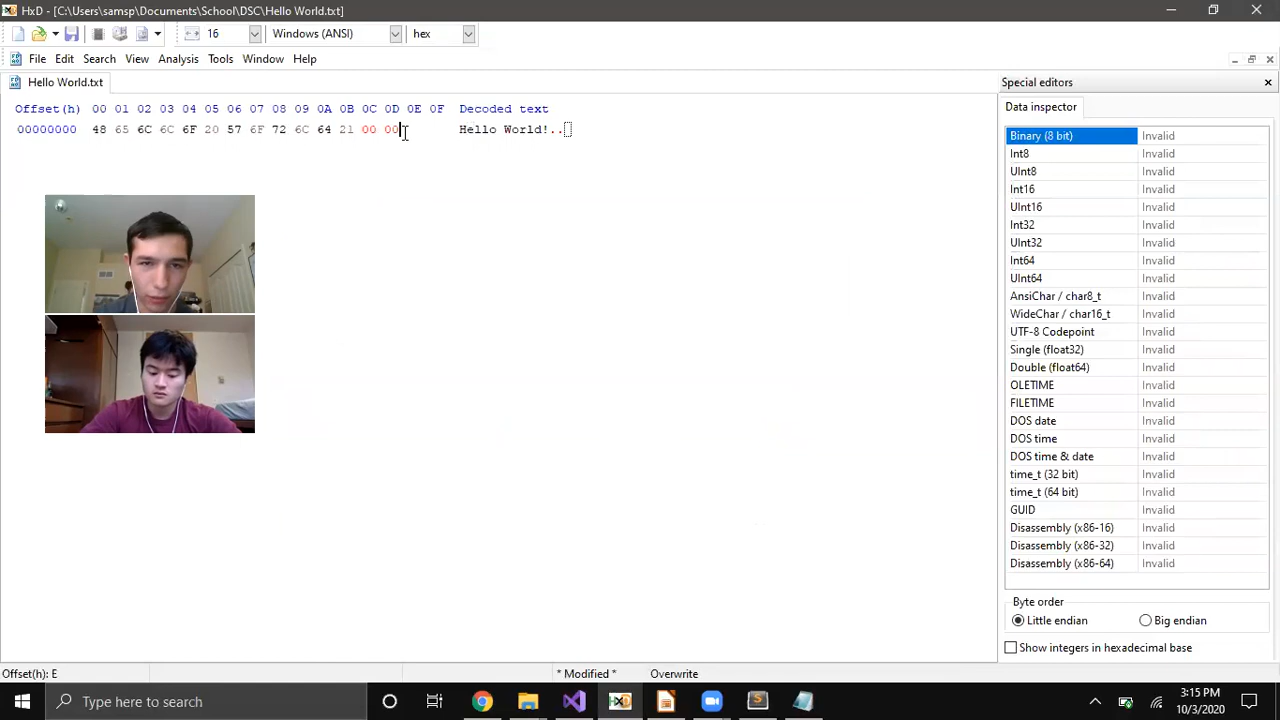 HxD - [C:\Users\samsp\Documents\School\DSC\Hello World.txt]
16 Windows (ANSI) hex
File Edit Search View Analysis Tools Window Help
Hello World.txt
Offset(h) 00 01 02 03 04 05 06 07 08 09 0A 0B 0C 0D 0E 0F Decoded text
00000000 48 65 6C 6C 6F 20 57 6F 72 6C 64 21 00 00 Hello World!..
Special editors
Data inspector
Binary (8 bit) Invalid
Int8 Invalid
UInt8 Invalid
Int16 Invalid
UInt16 Invalid
Int32 Invalid
UInt32 Invalid
Int64 Invalid
UInt64 Invalid
AnsiChar / char8_t Invalid
WideChar / char16_t Invalid
UTF-8 Codepoint Invalid
Single (float32) Invalid
Double (float64) Invalid
OLETIME Invalid
FILETIME Invalid
DOS date Invalid
DOS time Invalid
DOS time & date Invalid
time_t (32 bit) Invalid
time_t (64 bit) Invalid
GUID Invalid
Disassembly (x86-16) Invalid
Disassembly (x86-32) Invalid
Disassembly (x86-64) Invalid
Byte order
Little endian Big endian
Show integers in hexadecimal base
Offset(h): E * Modified * Overwrite
Type here to search
3:15 PM
10/3/2020